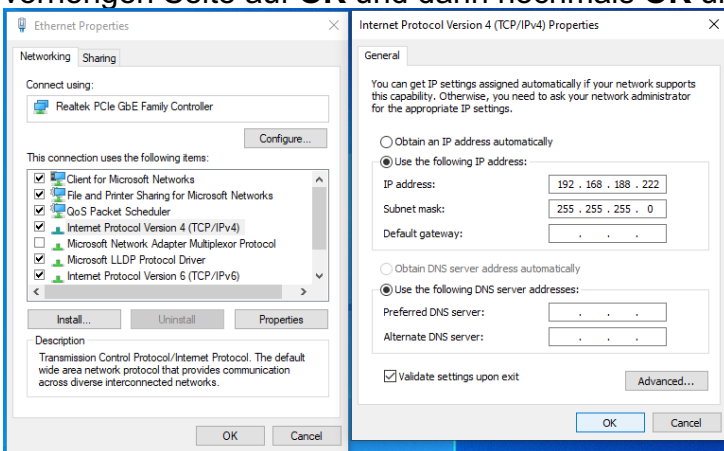 vorherigen Seite auf OK und dann nochmals OK
Ethernet Properties
Networking Sharing
Connect using:
Realtek PCIe GbE Family Controller
Configure...
This connection uses the following items:
Client for Microsoft Networks
File and Printer Sharing for Microsoft Networks
QoS Packet Scheduler
Internet Protocol Version 4 (TCP/IPv4)
Microsoft Network Adapter Multiplexor Protocol
Microsoft LLDP Protocol Driver
Internet Protocol Version 6 (TCP/IPv6)
Install... Uninstall Properties
Description
Transmission Control Protocol/Internet Protocol. The default
wide area network protocol that provides communication
across diverse interconnected networks.
OK Cancel
Internet Protocol Version 4 (TCP/IPv4) Properties
General
You can get IP settings assigned automatically if your network supports
this capability. Otherwise, you need to ask your network administrator
for the appropriate IP settings.
Obtain an IP address automatically
Use the following IP address:
IP address: 192 . 168 . 188 . 222
Subnet mask: 255 . 255 . 255 . 0
Default gateway: . . .
Obtain DNS server address automatically
Use the following DNS server addresses:
Preferred DNS server: . . .
Alternate DNS server: . . .
Validate settings upon exit
Advanced...
OK Cancel